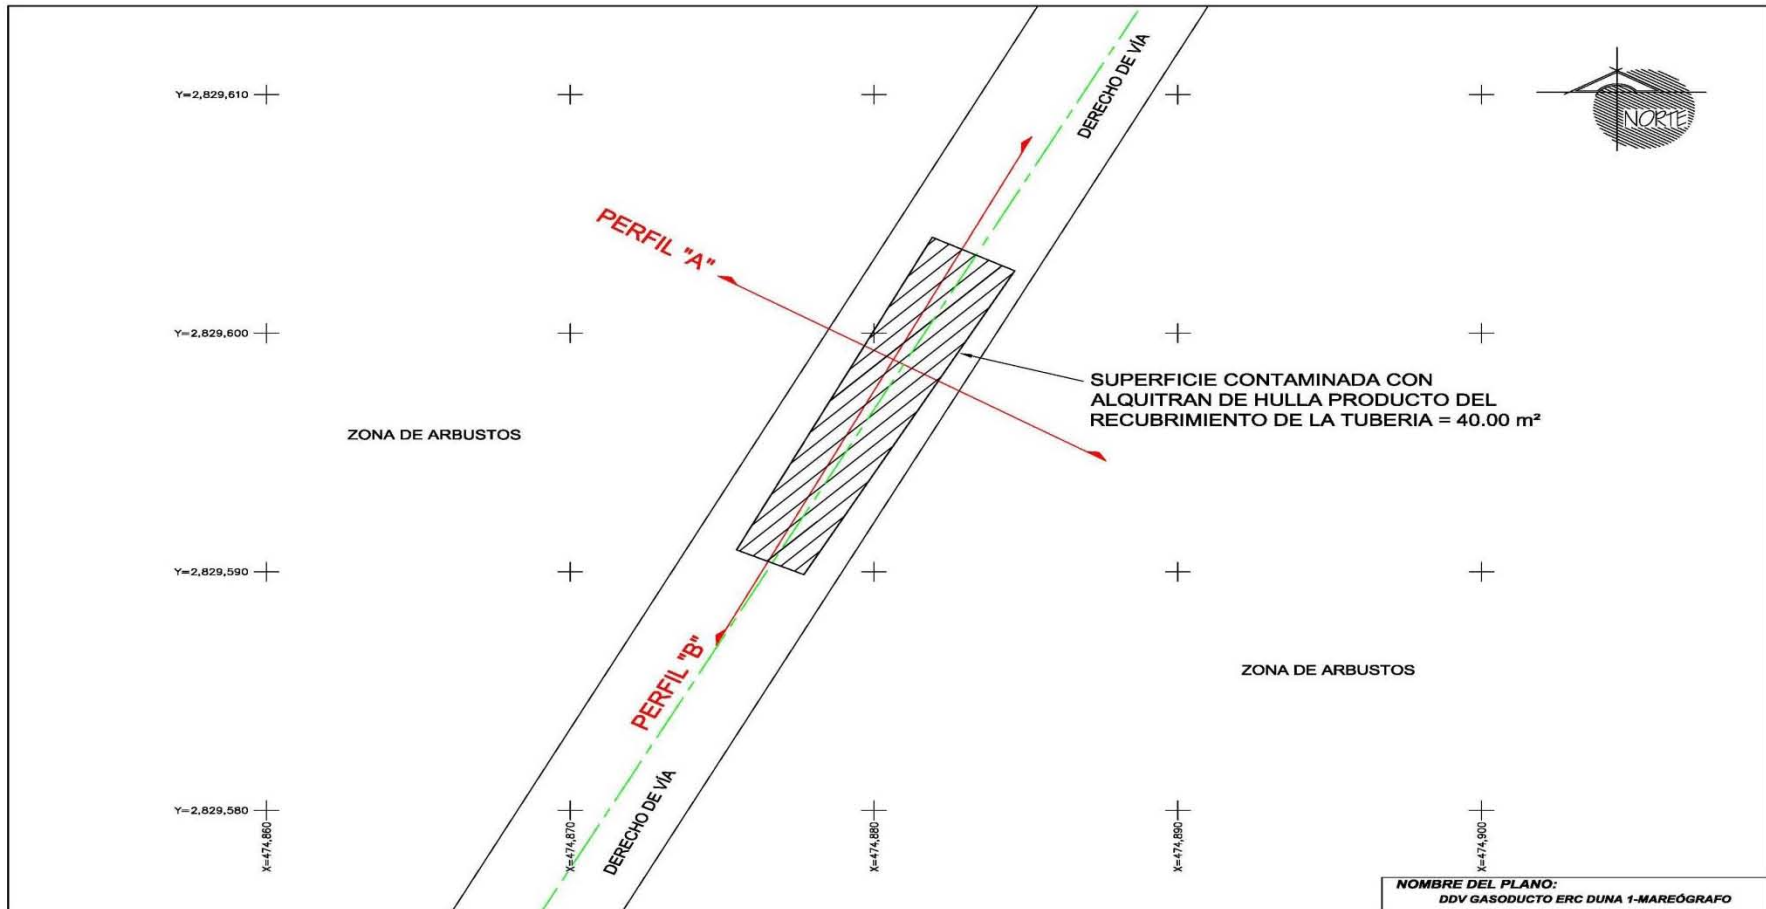 Y=2,829,610
DERECHO DE VÍA
NORTE
PERFIL "A"
Y=2,829,600
SUPERFICIE CONTAMINADA CON
ALQUITRAN DE HULLA PRODUCTO DEL
RECUBRIMIENTO DE LA TUBERIA = 40.00 m²
ZONA DE ARBUSTOS
Y=2,829,590
PERFIL "B"
ZONA DE ARBUSTOS
Y=2,829,580
DERECHO DE VÍA
X=474,860
X=474,870
X=474,880
X=474,890
X=474,900
NOMBRE DEL PLANO:
DDV GASODUCTO ERC DUNA 1-MAREÓGRAFO